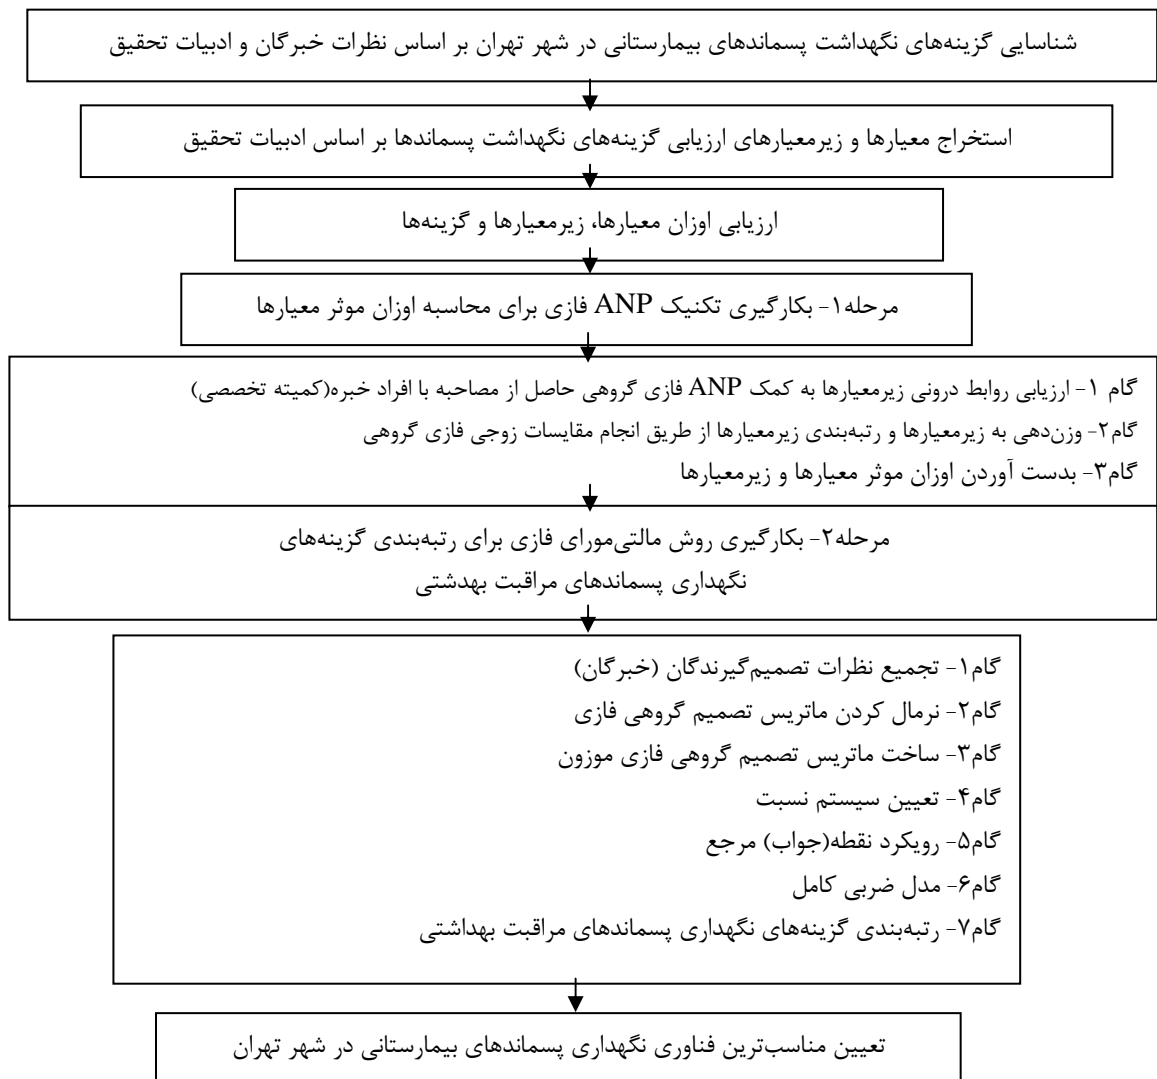 شناسایی گزینه‌های نگهداشت پسماندهای بیمارستانی در شهر تهران بر اساس نظرات خبرگان و ادبیات تحقیق
استخراج معیارها و زیرمعیارهای ارزیابی گزینه‌های نگهداشت پسماندها بر اساس ادبیات تحقیق
ارزیابی اوزان معیارها، زیرمعیارها و گزینه‌ها
مرحله۱- بکارگیری تکنیک ANP فازی برای محاسبه اوزان موثر معیارها
گام ۱- ارزیابی روابط درونی زیرمعیارها به کمک ANP فازی گروهی حاصل از مصاحبه با افراد خبره(کمیته تخصصی)
گام۲- وزن‌دهی به زیرمعیارها و رتبه‌بندی زیرمعیارها از طریق انجام مقایسات زوجی فازی گروهی
گام۳- بدست آوردن اوزان موثر معیارها و زیرمعیارها
مرحله۲- بکارگیری روش مالتی‌مورای فازی برای رتبه‌بندی گزینه‌های
نگهداری پسماندهای مراقبت بهدشتی
گام۱- تجمیع نظرات تصمیم‌گیرندگان (خبرگان)
گام۲- نرمال کردن ماتریس تصمیم گروهی فازی
گام۳- ساخت ماتریس تصمیم گروهی فازی موزون
گام۴- تعیین سیستم نسبت
گام۵- رویکرد نقطه(جواب) مرجع
گام۶- مدل ضربی کامل
گام۷- رتبه‌بندی گزینه‌های نگهداری پسماندهای مراقبت بهداشتی
تعیین مناسب‌ترین فناوری نگهداری پسماندهای بیمارستانی در شهر تهران